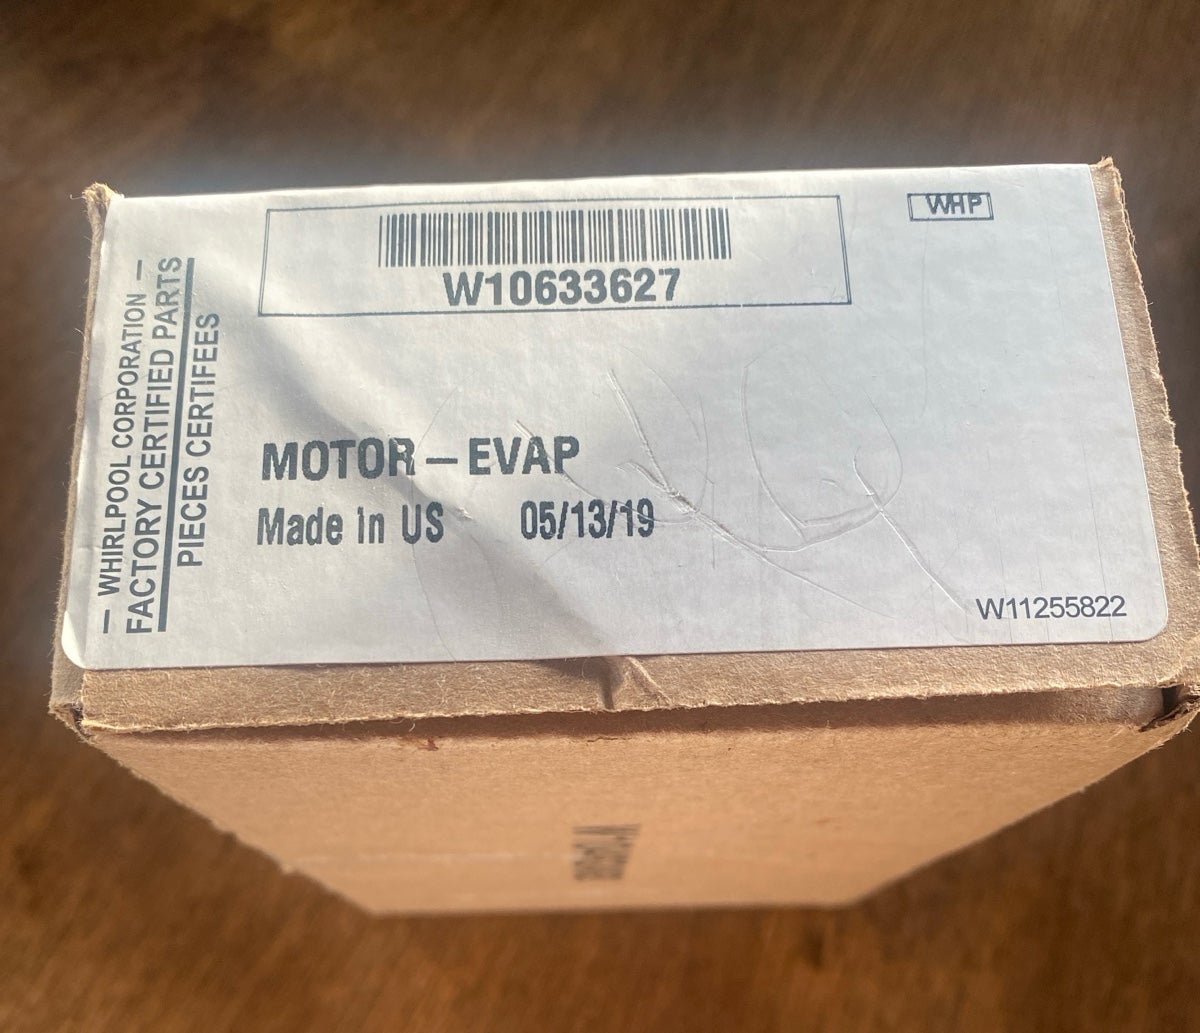 W10633627
WHP
— WHIRLPOOL CORPORATION —
FACTORY CERTIFIED PARTS
PIECES CERTIFEES
MOTOR – EVAP
Made in US 05/13/19
W11255822